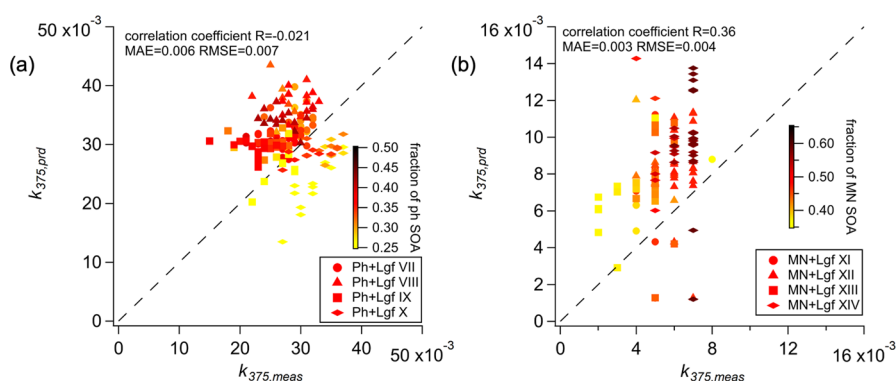 (a)
50 ×10⁻³
correlation coefficient R=-0.021
MAE=0.006 RMSE=0.007
40
30
20
10
0
k375,prd
0.50
0.45
0.40
0.35
0.30
0.25
fraction of ph SOA
Ph+Lgf VII
Ph+Lgf VIII
Ph+Lgf IX
Ph+Lgf X
0 10 20 30 40 50 ×10⁻³
k375,meas
(b)
16 ×10⁻³
correlation coefficient R=0.36
MAE=0.003 RMSE=0.004
14
12
10
8
6
4
2
0
k375,prd
0.60
0.50
0.40
fraction of MN SOA
MN+Lgf XI
MN+Lgf XII
MN+Lgf XIII
MN+Lgf XIV
0 4 8 12 16 ×10⁻³
k375,meas